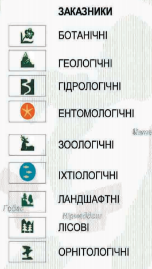 ЗАКАЗНИКИ
БОТАНІЧНІ
ГЕОЛОГІЧНІ
ГІДРОЛОГІЧНІ
ЕНТОМОЛОГІЧНІ
ЗООЛОГІЧНІ
ІХТІОЛОГІЧНІ
ЛАНДШАФТНІ
ЛІСОВІ
ОРНІТОЛОГІЧНІ